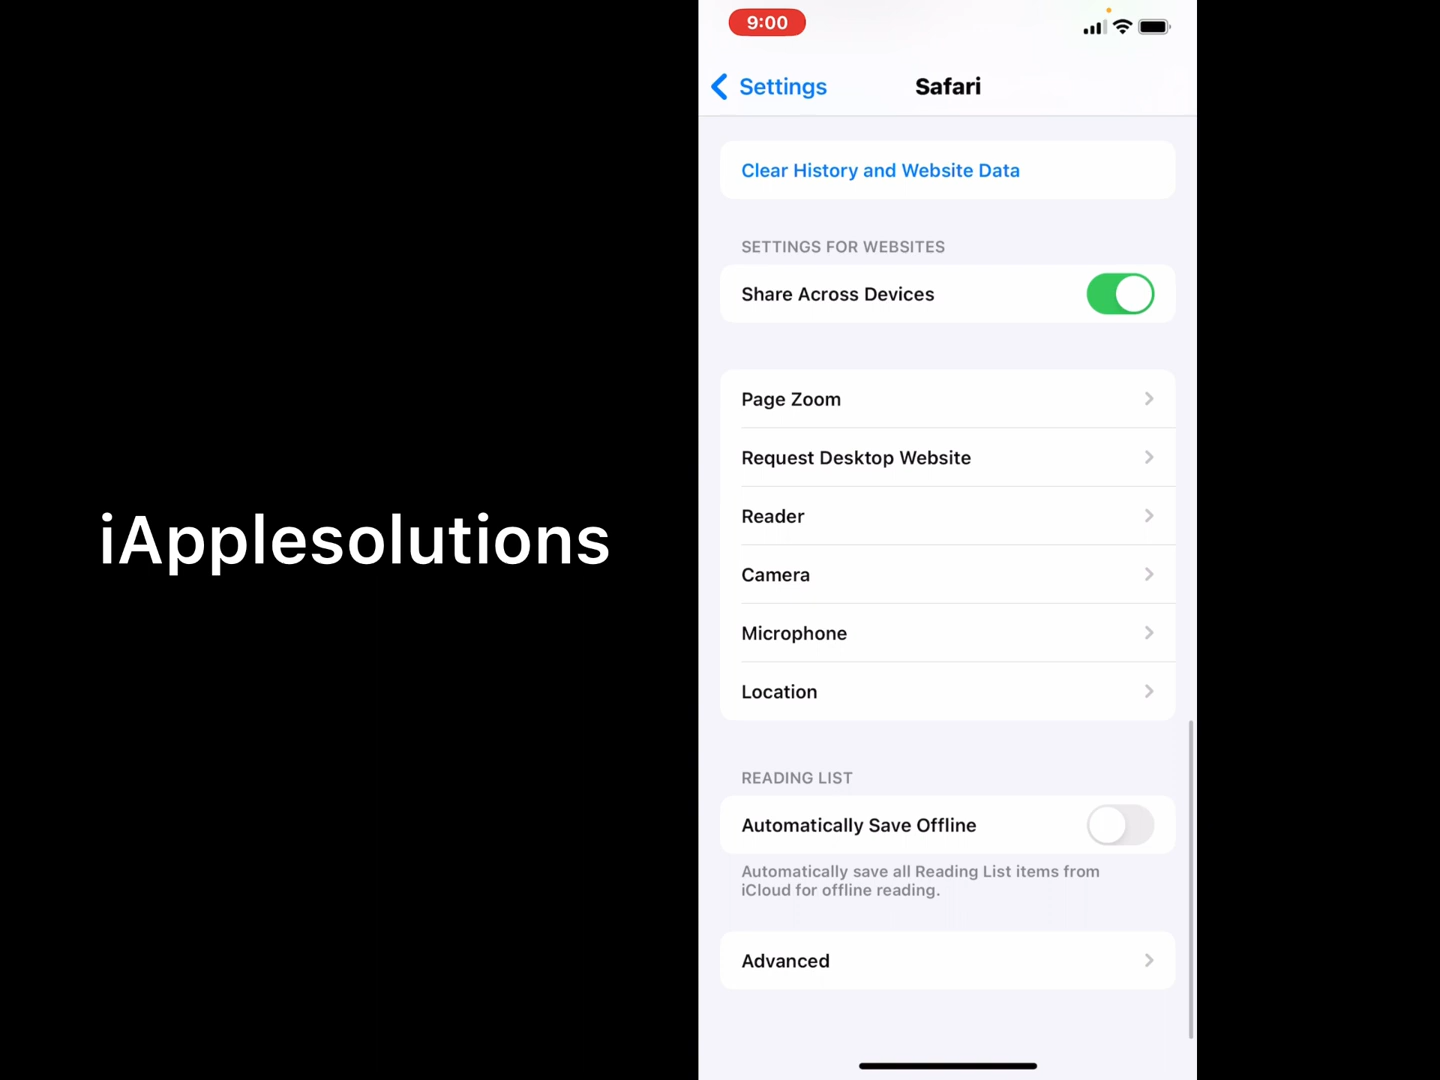 iApplesolutions
9:00
Settings
Safari
Clear History and Website Data
SETTINGS FOR WEBSITES
Share Across Devices
Page Zoom
Request Desktop Website
Reader
Camera
Microphone
Location
READING LIST
Automatically Save Offline
Automatically save all Reading List items from
iCloud for offline reading.
Advanced